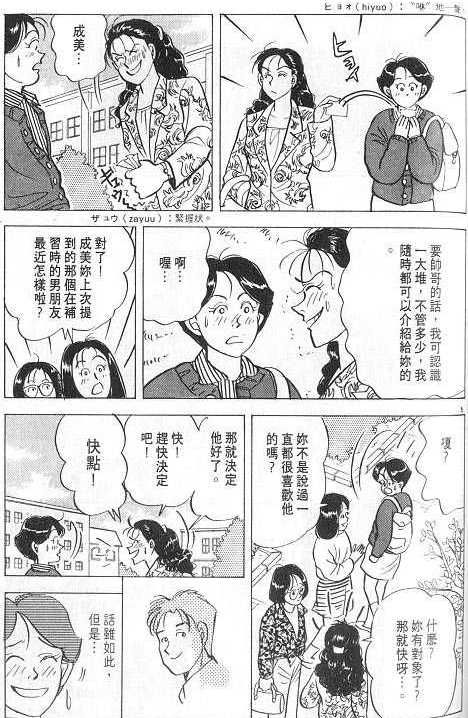 ヒョオ(hiyuo):"咻"地一聲。
ヒョオ
成美⋯
ザュウ(zayuu):緊握狀。
要帥哥的話,我可認識
一大堆,不管多少,我
隨時都可以介紹給妳的
。
啊⋯
喔⋯
對了!
成美妳上次提
到的那個在補
習時的男朋友
最近怎樣啦?
嗄?
妳不是說過一
直都很喜歡他
的嗎?
什麼?
妳有對象了?
那就快呀⋯。
那就決定
他好了。
快!
趕快決定
吧!
快點!
話雖如此,
但是⋯